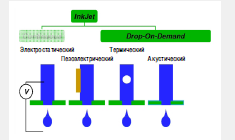 InkJet
Drop-On-Demand
Электростатический
Термический
Пьезоэлектрический
Акустический
V